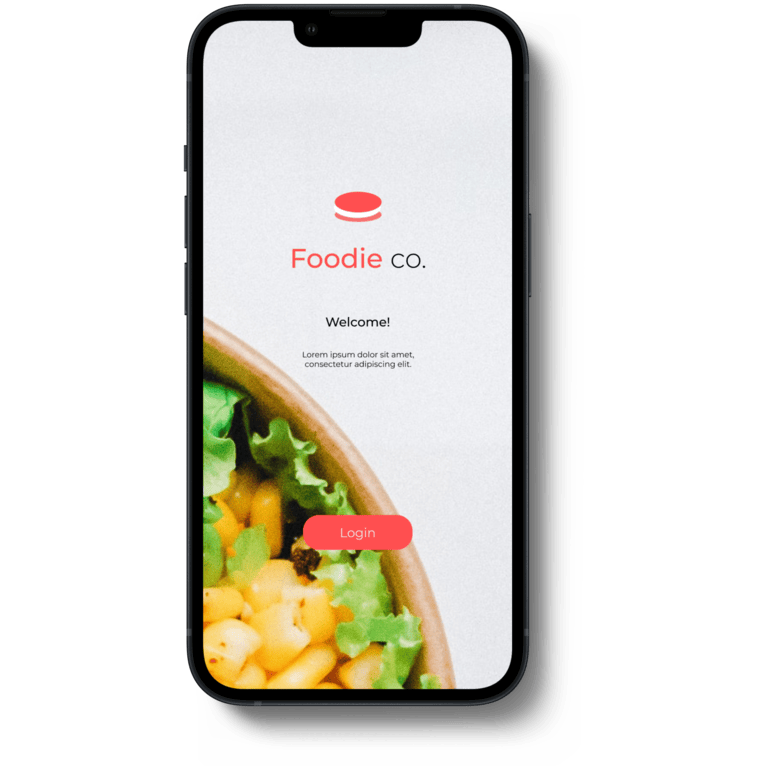 Foodie co.
Welcome!
Lorem ipsum dolor sit amet,
consectetur adipiscing elit.
Login